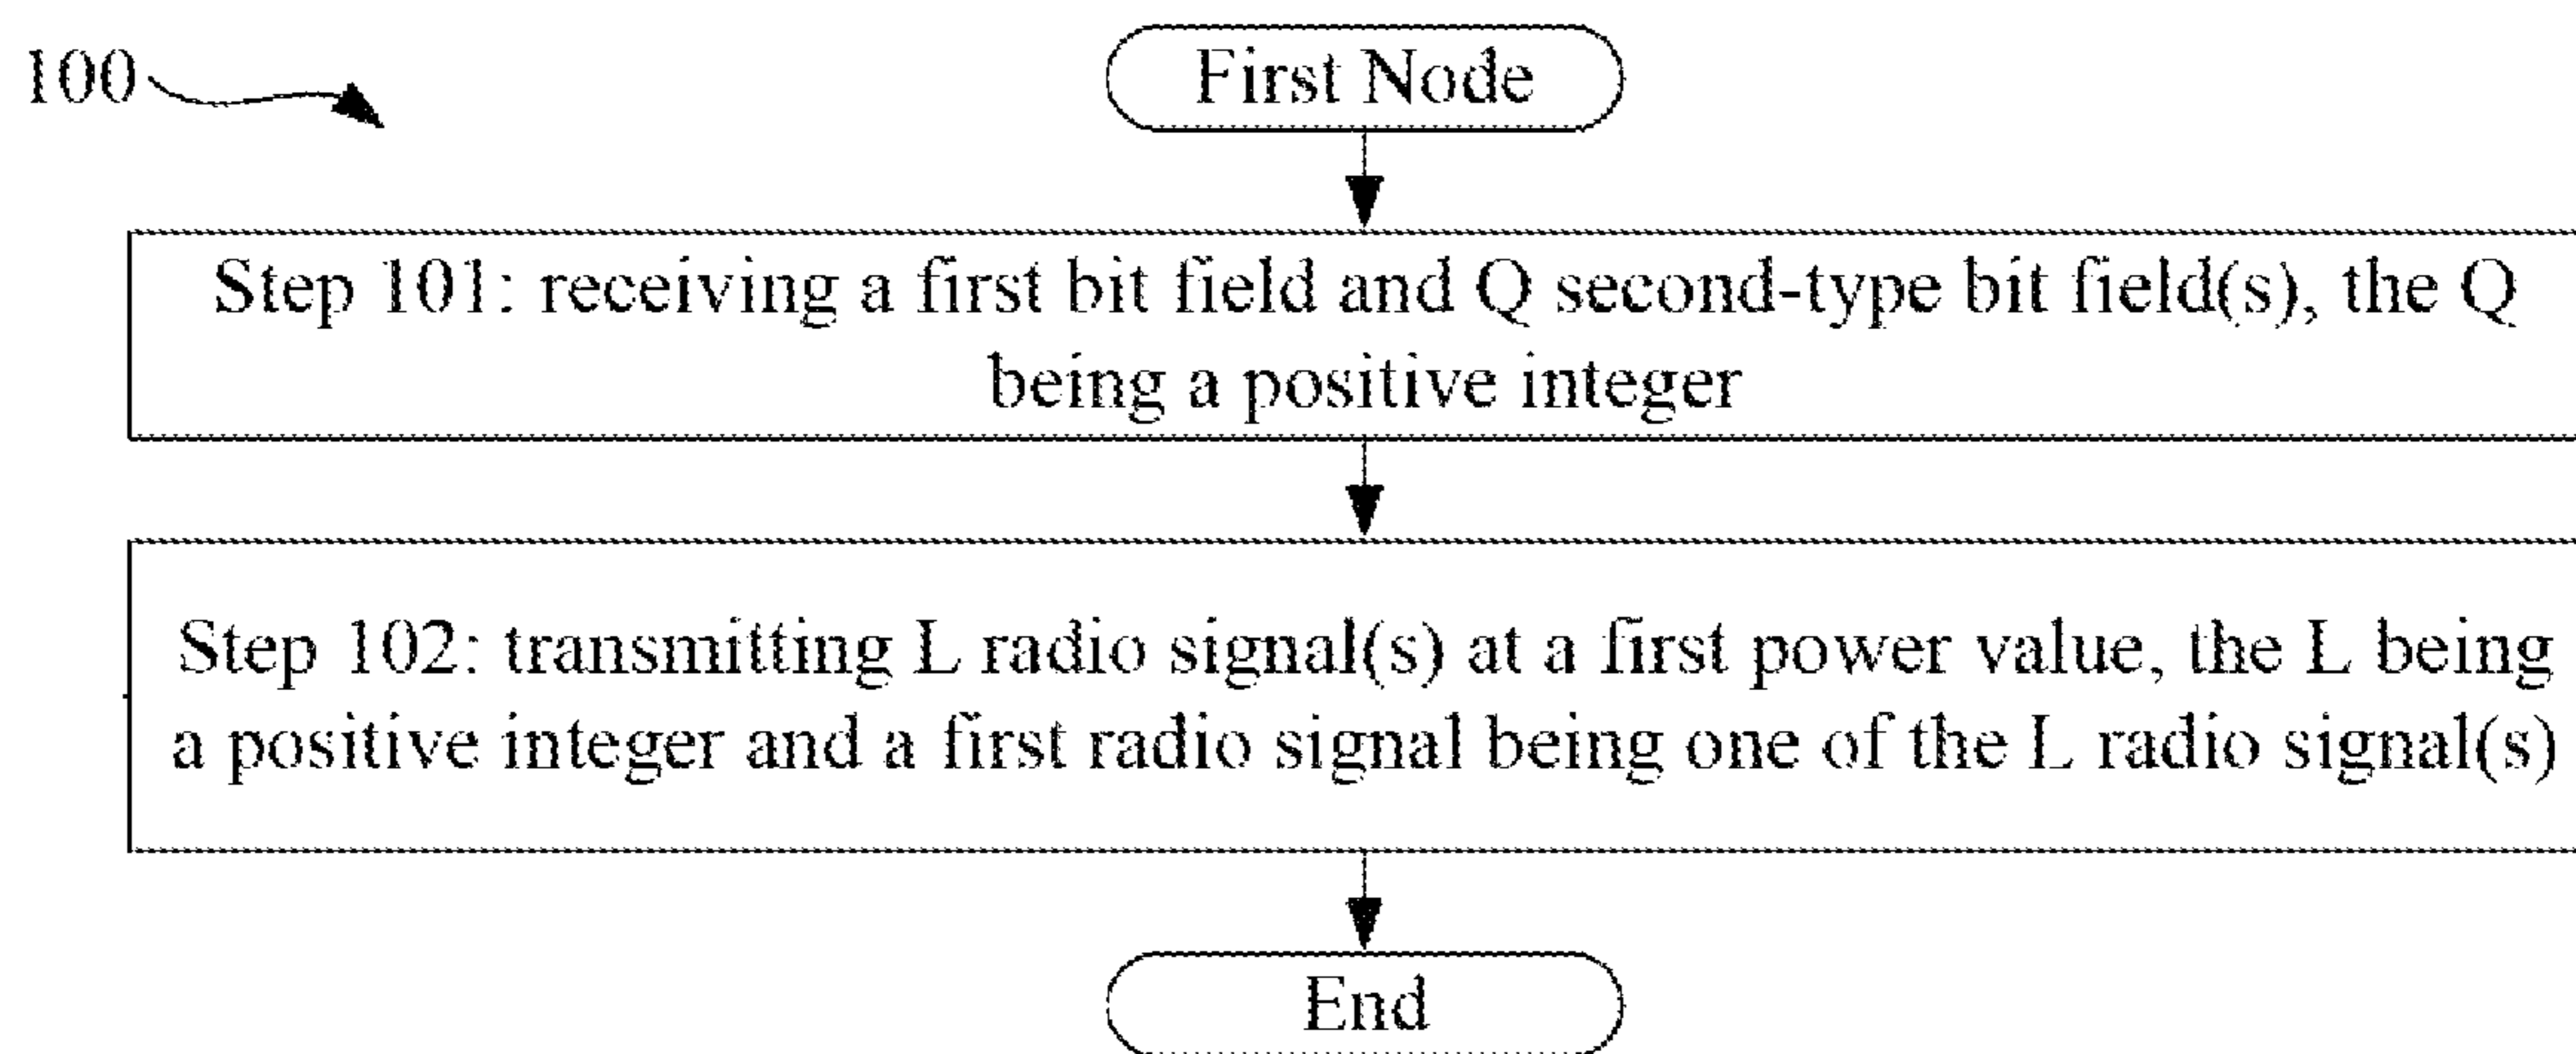 100
First Node
Step 101: receiving a first bit field and Q second-type bit field(s), the Q
being a positive integer
Step 102: transmitting L radio signal(s) at a first power value, the L being
a positive integer and a first radio signal being one of the L radio signal(s)
End